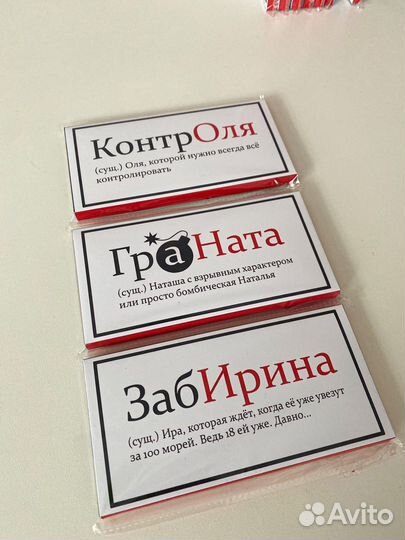 КонтрОля
(сущ.) Оля, которой нужно всегда всё
контролировать
ГраНата
(сущ.) Наташа с взрывным характером
или просто бомбическая Наталья
ЗабИрина
(сущ.) Ира, которая ждёт, когда её уже увезут
за 100 морей. Ведь 18 ей уже. Давно...
Avito